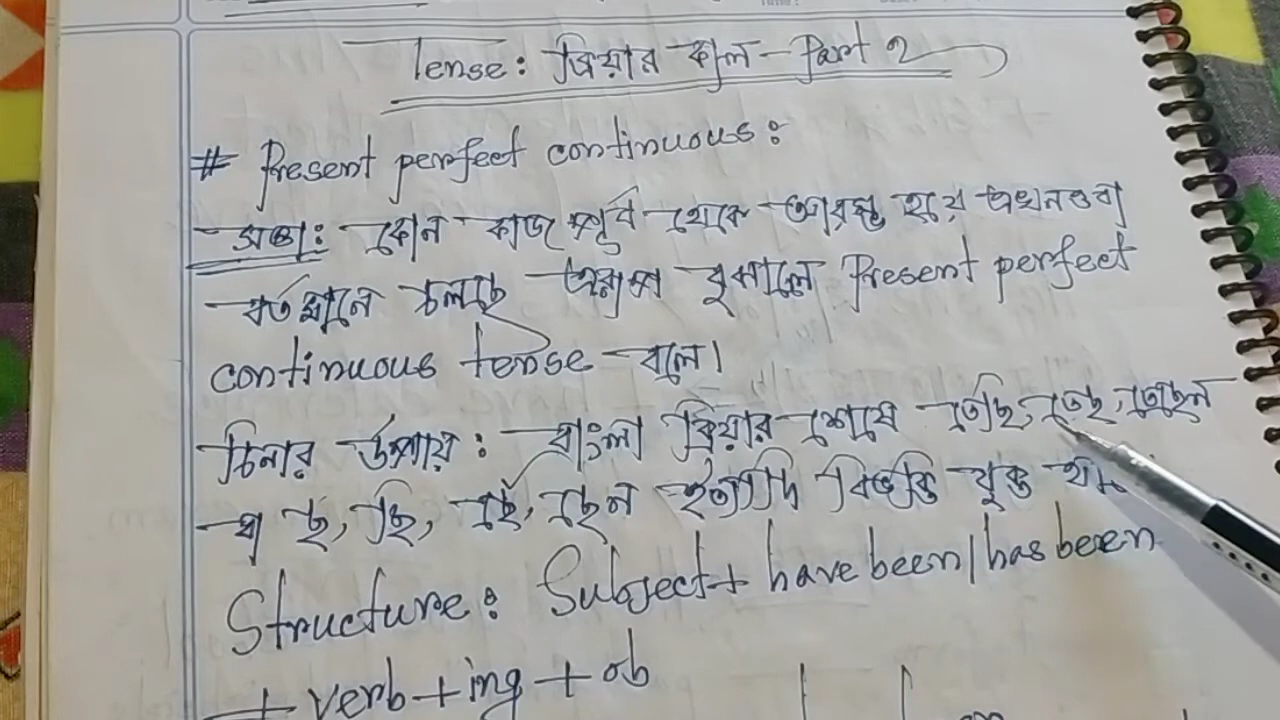 Tense: ক্রিয়ার কাল - Part 2
# Present perfect continuous:
সজ্ঞা: কোন কাজ পূর্ব থেকে আরম্ভ হয়ে এখনও বা
বর্তমানে চলছে এরূপ বুঝালে Present perfect
continuous tense বলে।
চিনার উপায়: বাংলা ক্রিয়ার শেষে তেছি, তেছ, তেছেন
বা ছ, ছি, ছে, ছেন ইত্যাদি বিভক্তি যুক্ত
Structure: Subject + have been/has been
+ verb + ing + ob